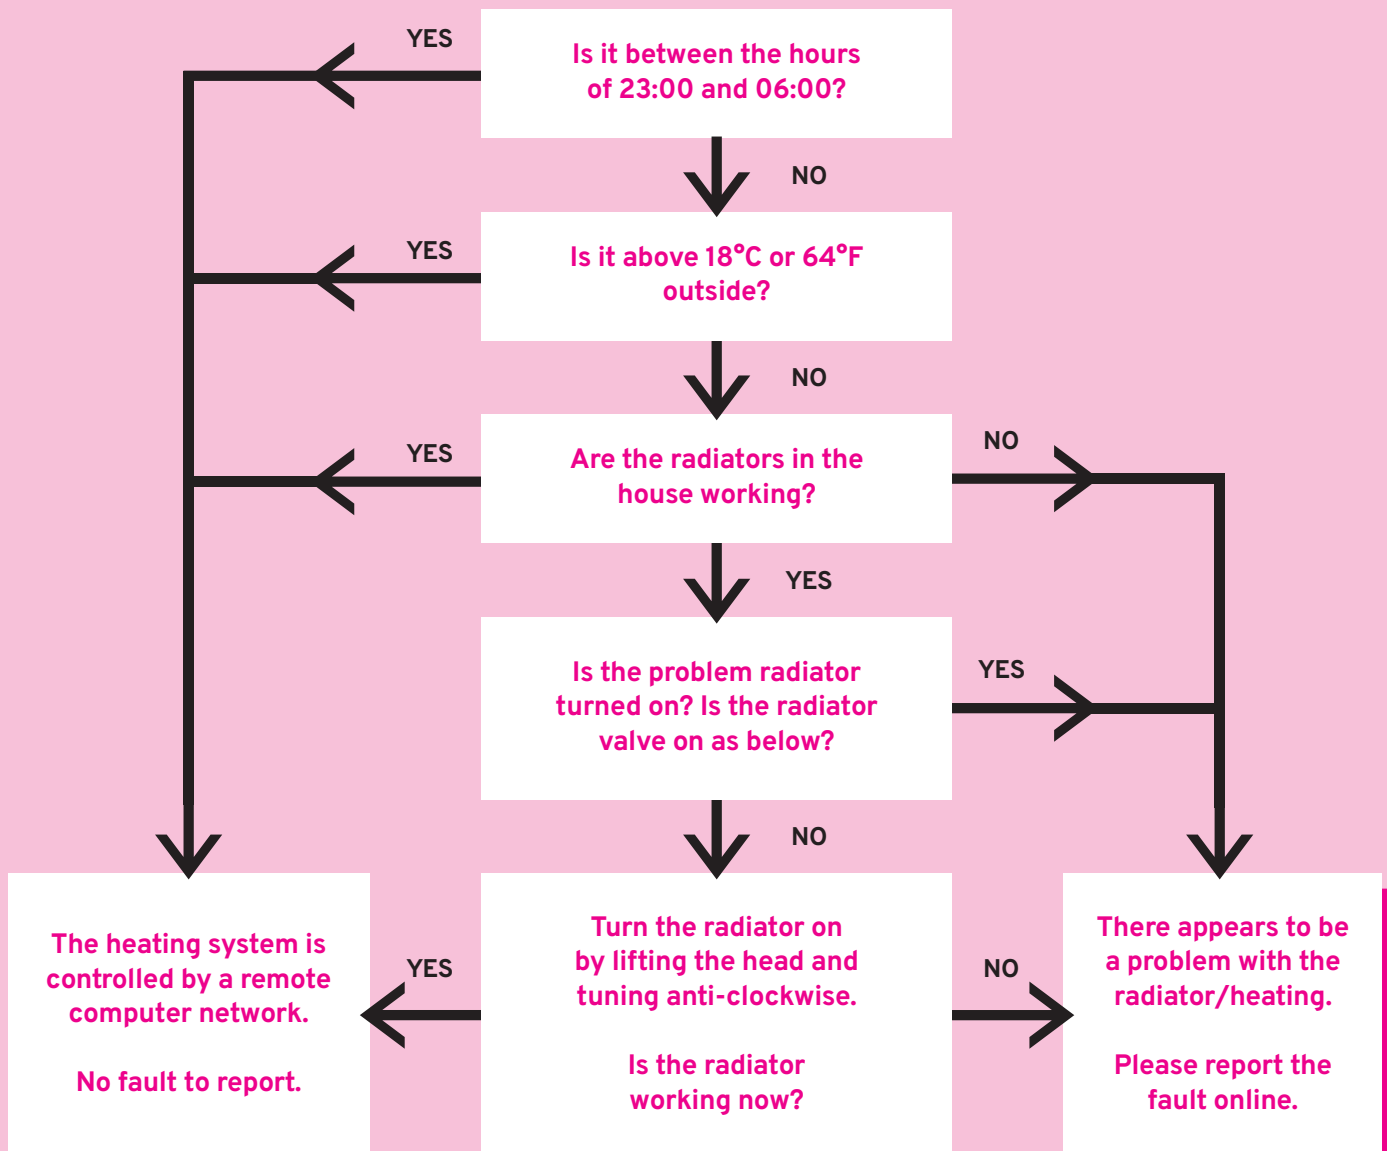 YES
Is it between the hours
of 23:00 and 06:00?
NO
YES
Is it above 18°C or 64°F
outside?
NO
YES
Are the radiators in the
house working?
NO
YES
Is the problem radiator
turned on? Is the radiator
valve on as below?
YES
NO
The heating system is
controlled by a remote
computer network.
No fault to report.
YES
Turn the radiator on
by lifting the head and
tuning anti-clockwise.
Is the radiator
working now?
NO
There appears to be
a problem with the
radiator/heating.
Please report the
fault online.